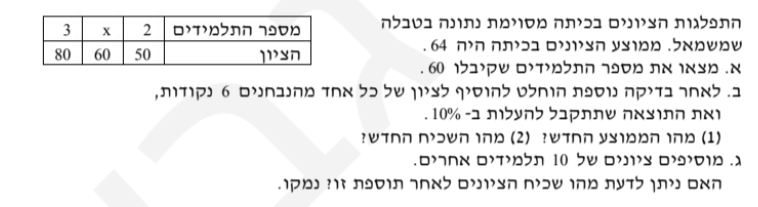 התפלגות הציונים בכיתה מסוימת נתונה בטבלה
שמשמאל. ממוצע הציונים בכיתה היה 64 .
א. מצאו את מספר התלמידים שקיבלו 60 .
ב. לאחר בדיקה נוספת הוחלט להוסיף לציון של כל אחד מהנבחנים 6 נקודות,
ואת התוצאה שתתקבל להעלות ב- 10% .
(1) מהו הממוצע החדש? (2) מהו השכיח החדש?
ג. מוסיפים ציונים של 10 תלמידים אחרים.
האם ניתן לדעת מהו שכיח הציונים לאחר תוספת זו? נמקו.
מספר התלמידים 2 x 3
הציון 50 60 80